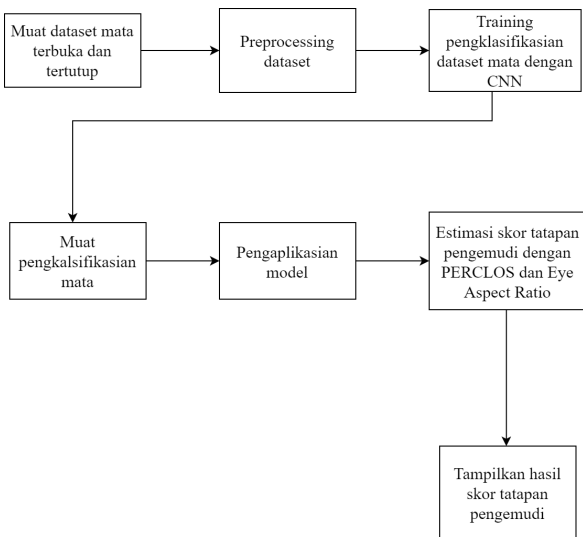 Muat dataset mata
terbuka dan
tertutup
Preprocessing
dataset
Training
pengklasifikasian
dataset mata dengan
CNN
Muat
pengkalsifikasian
mata
Pengaplikasian
model
Estimasi skor tatapan
pengemudi dengan
PERCLOS dan Eye
Aspect Ratio
Tampilkan hasil
skor tatapan
pengemudi